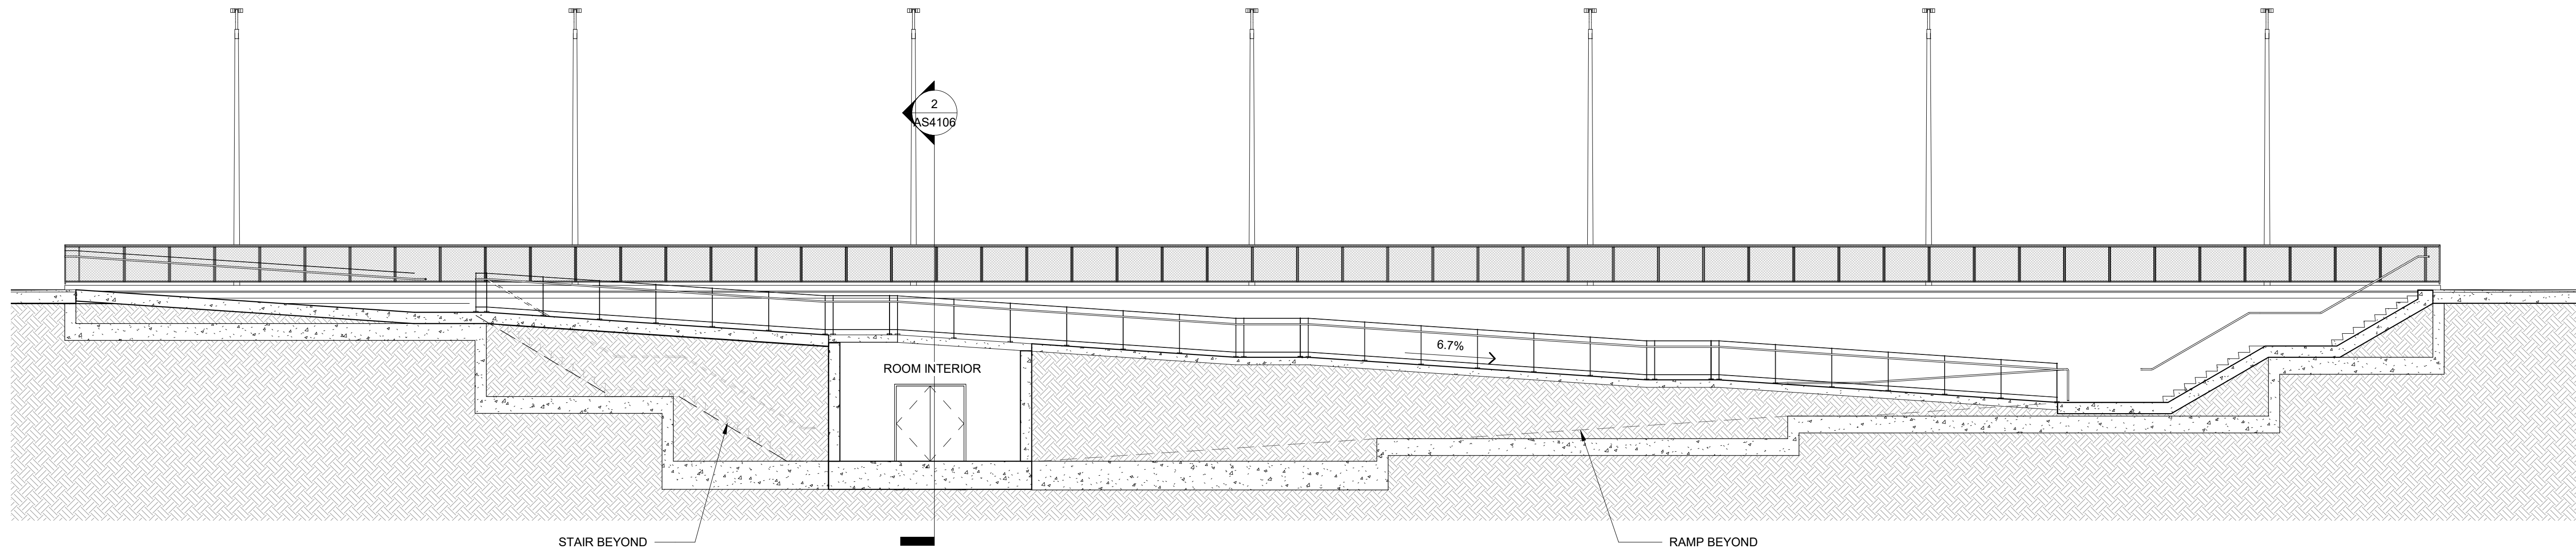 2
AS4106
6.7%
ROOM INTERIOR
STAIR BEYOND
RAMP BEYOND